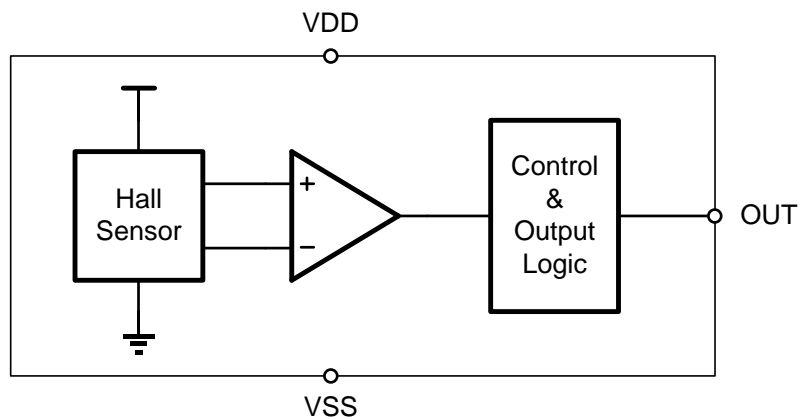 VDD
Hall
Sensor
+
−
Control
&
Output
Logic
OUT
VSS